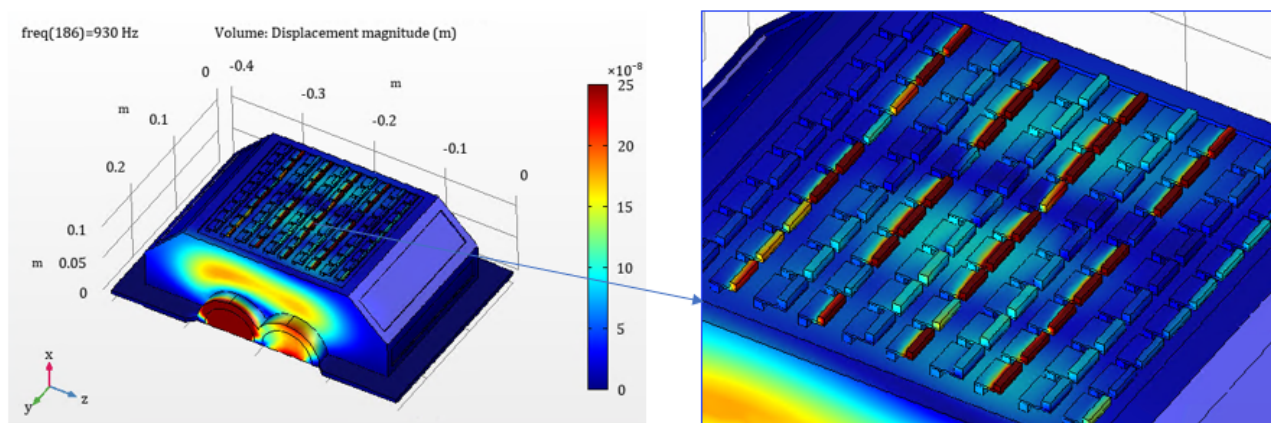 freq(186)=930 Hz
Volume: Displacement magnitude (m)
×10⁻⁸
0
-0.4
m
-0.3
-0.2
-0.1
0
m
0.1
0.2
0.1
m
0.05
0
25
20
15
10
5
0
x
y
z